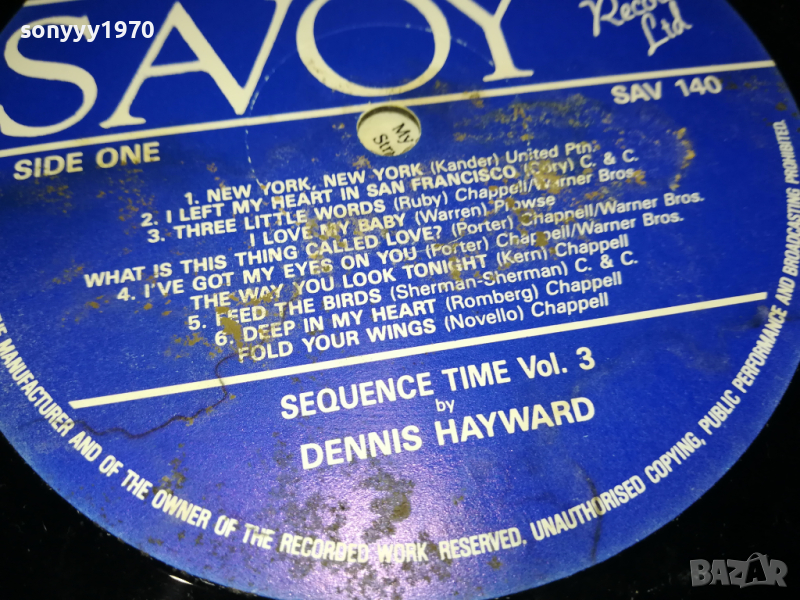 sonyyy1970
SAVOY
Ltd
SAV 140
SIDE ONE
My
1. NEW YORK, NEW YORK (Kander) United Ptn.
2. I LEFT MY HEART IN SAN FRANCISCO (Cory) C. & C.
3. THREE LITTLE WORDS (Ruby) Chappell/Warner Bros.
I LOVE MY BABY (Warren) Prowse
WHAT IS THIS THING CALLED LOVE? (Porter) Chappell/Warner Bros.
4. I'VE GOT MY EYES ON YOU (Porter) Chappell/Warner Bros.
THE WAY YOU LOOK TONIGHT (Kern) Chappell
5. FEED THE BIRDS (Sherman-Sherman) C. & C.
6. DEEP IN MY HEART (Romberg) Chappell
FOLD YOUR WINGS (Novello) Chappell
SEQUENCE TIME Vol. 3
by
DENNIS HAYWARD
MANUFACTURER AND OF THE OWNER OF THE RECORDED WORK RESERVED, UNAUTHORISED COPYING, PUBLIC PERFORMANCE AND BROADCASTING PROHIBITED.
BAZAR